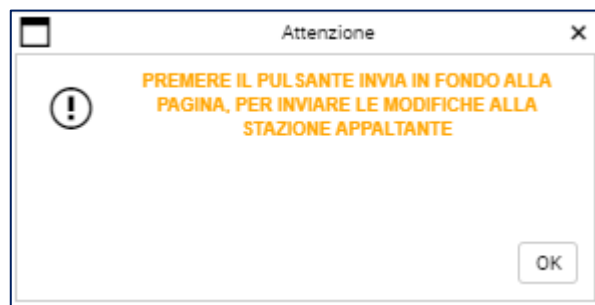 Attenzione
PREMERE IL PULSANTE INVIA IN FONDO ALLA
PAGINA, PER INVIARE LE MODIFICHE ALLA
STAZIONE APPALTANTE
OK